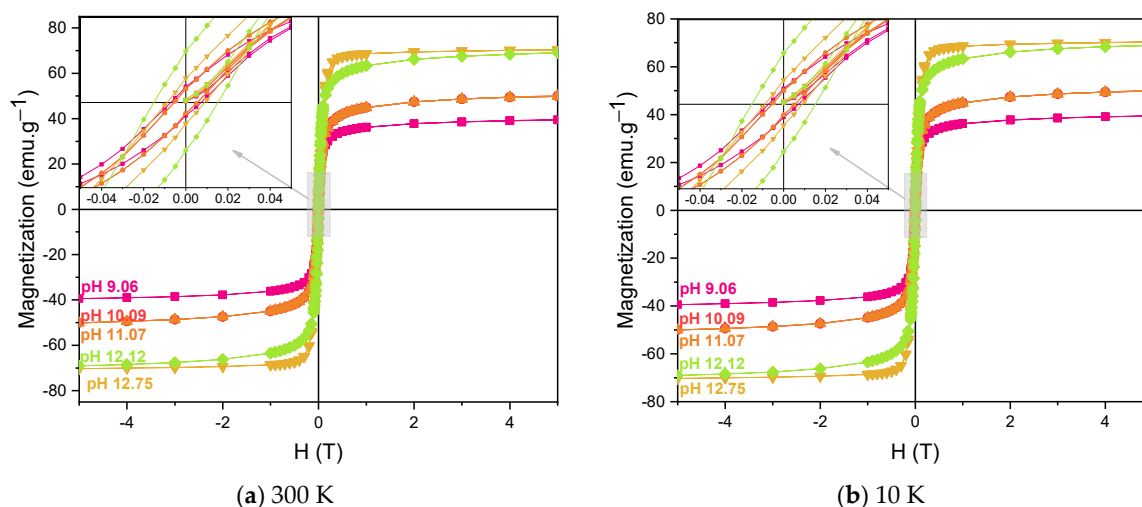 80
60
40
20
0
-20
-40
-60
-80
Magnetization (emu.g⁻¹)
-0.04 -0.02 0.00 0.02 0.04
pH 9.06
pH 10.09
pH 11.07
pH 12.12
pH 12.75
-4 -2 0 2 4
H (T)
(a) 300 K
80
60
40
20
0
-20
-40
-60
-80
Magnetization (emu.g⁻¹)
-0.04 -0.02 0.00 0.02 0.04
pH 9.06
pH 10.09
pH 11.07
pH 12.12
pH 12.75
-4 -2 0 2 4
H (T)
(b) 10 K